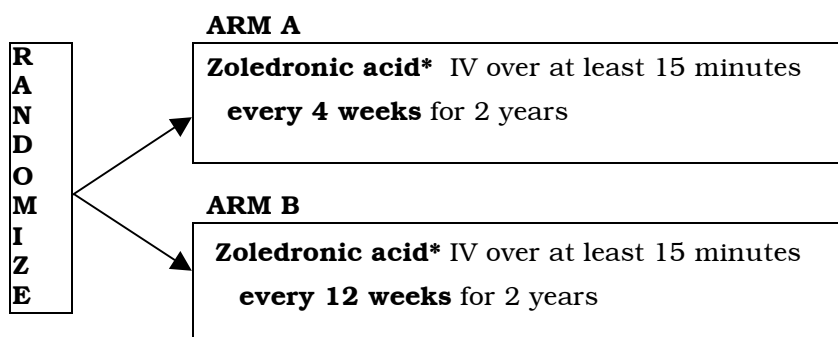 ARM A
RANDOMIZE
Zoledronic acid* IV over at least 15 minutes
every 4 weeks for 2 years
ARM B
Zoledronic acid* IV over at least 15 minutes
every 12 weeks for 2 years